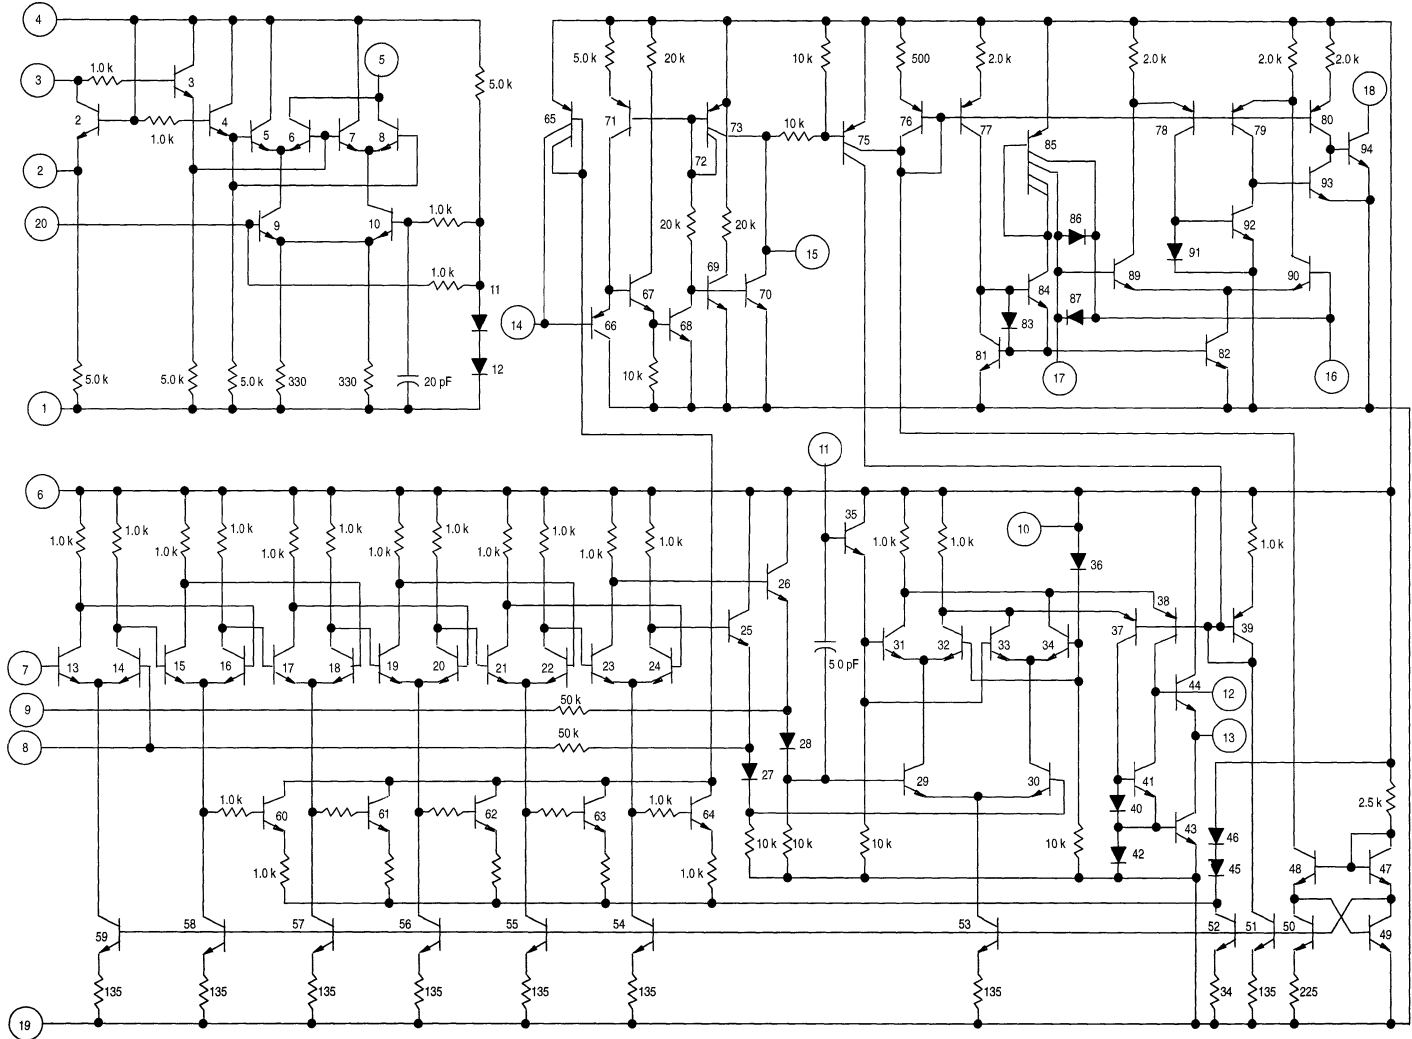 4
18
3
1.0 k
3
5
5.0 k
5.0 k
71
20 k
10 k
500
2.0 k
2.0 k
2.0 k
2.0 k
2
1.0 k
4
5
6
7
8
65
73
72
10 k
75
76
77
85
78
79
80
94
2
93
20
9
10
1.0 k
1.0 k
11
20 k
20 k
15
86
92
91
14
66
67
68
69
70
84
89
90
83
87
81
82
12
5.0 k
5.0 k
5.0 k
330
330
20 pF
10 k
17
16
1
11
6
1.0 k
1.0 k
1.0 k
1.0 k
1.0 k
1.0 k
1.0 k
1.0 k
1.0 k
1.0 k
1.0 k
1.0 k
35
1.0 k
1.0 k
10
36
1.0 k
26
25
5 0 pF
31
32
33
34
37
38
39
7
13
14
15
16
17
18
19
20
21
22
23
24
44
12
9
50 k
8
50 k
28
27
13
29
30
41
40
43
42
46
45
2.5 k
1.0 k
60
61
62
63
1.0 k
64
1.0 k
1.0 k
10 k
10 k
10 k
10 k
48
47
59
58
57
56
55
54
53
52
51
50
49
135
135
135
135
135
135
135
34
135
225
19